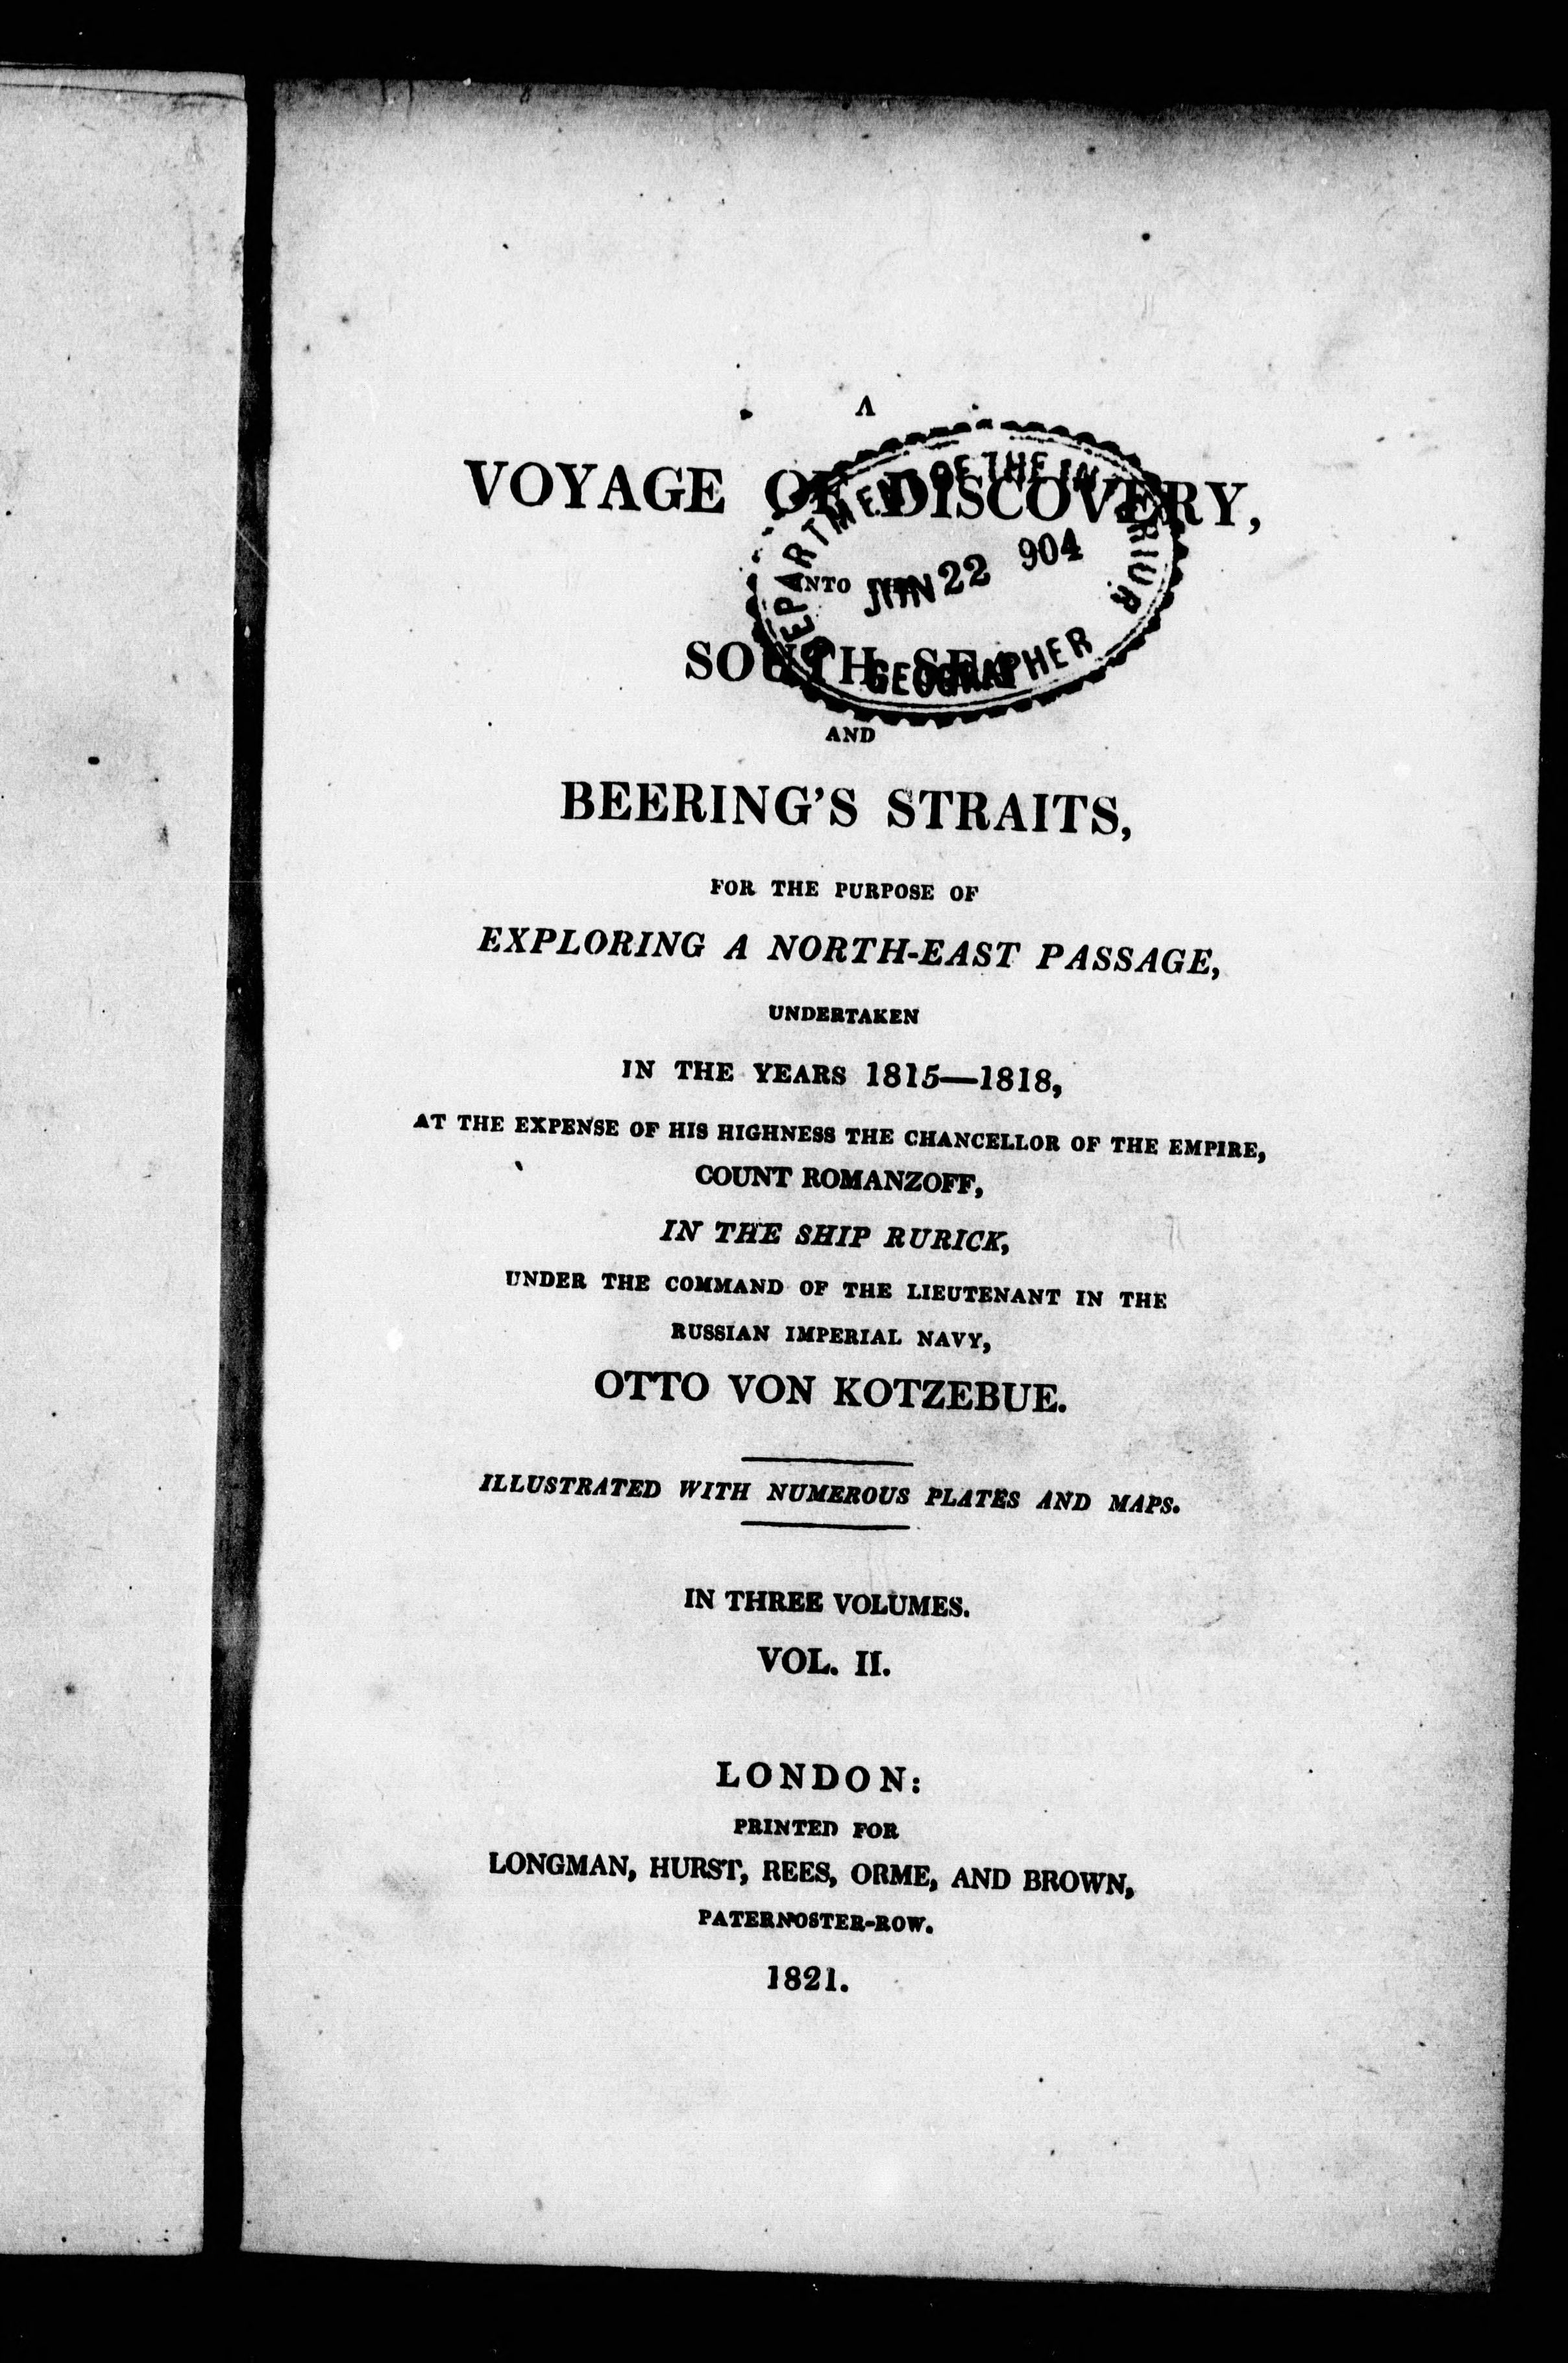 A
VOYAGE OF DISCOVERY,
INTO THE
SOUTH SEA
AND
BEERING'S STRAITS,
FOR THE PURPOSE OF
EXPLORING A NORTH-EAST PASSAGE,
UNDERTAKEN
IN THE YEARS 1815—1818,
AT THE EXPENSE OF HIS HIGHNESS THE CHANCELLOR OF THE EMPIRE,
COUNT ROMANZOFF,
IN THE SHIP RURICK,
UNDER THE COMMAND OF THE LIEUTENANT IN THE
RUSSIAN IMPERIAL NAVY,
OTTO VON KOTZEBUE.
ILLUSTRATED WITH NUMEROUS PLATES AND MAPS.
IN THREE VOLUMES.
VOL. II.
LONDON:
PRINTED FOR
LONGMAN, HURST, REES, ORME, AND BROWN,
PATERNOSTER-ROW.
1821.
DEPARTMENT OF THE INTERIOR
JUN 22 904
GEOGRAPHER